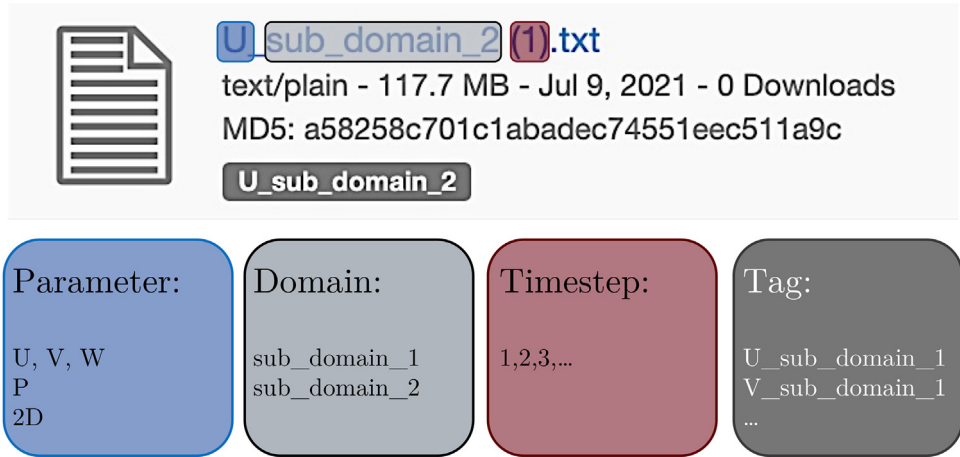 U_sub_domain_2 (1).txt
text/plain - 117.7 MB - Jul 9, 2021 - 0 Downloads
MD5: a58258c701c1abadec74551eec511a9c
U_sub_domain_2
Parameter:
U, V, W
P
2D
Domain:
sub_domain_1
sub_domain_2
Timestep:
1,2,3,...
Tag:
U_sub_domain_1
V_sub_domain_1
...